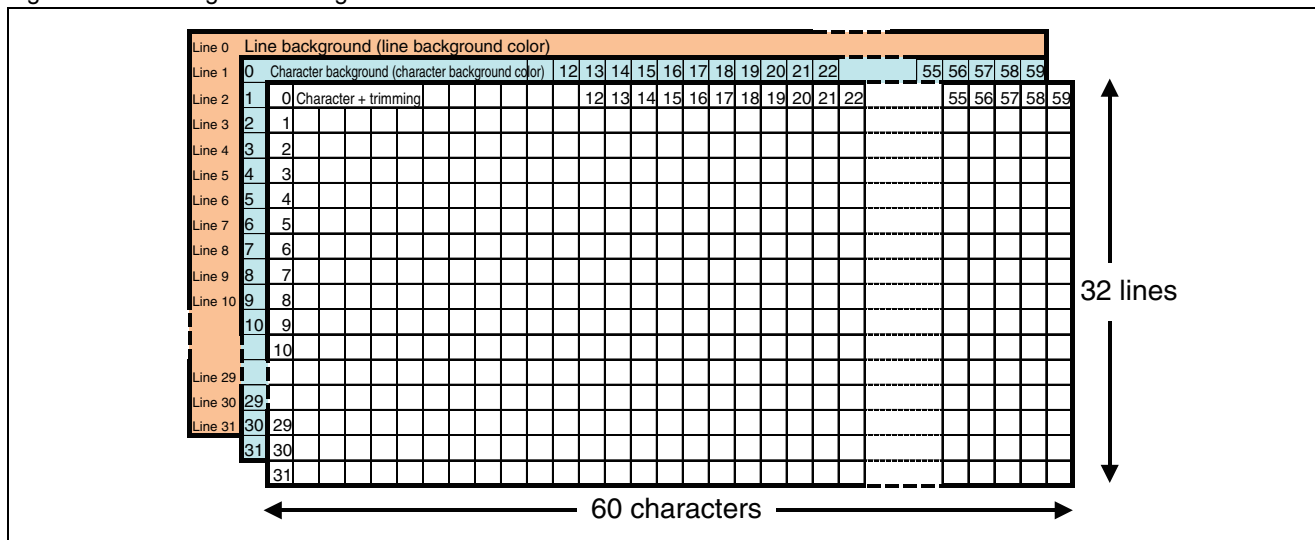 Line 0 Line background (line background color)
Line 1 0 Character background (character background color) 12 13 14 15 16 17 18 19 20 21 22 55 56 57 58 59
Line 2 1 0 Character + trimming 12 13 14 15 16 17 18 19 20 21 22 55 56 57 58 59
Line 3 2 1
Line 4 3 2
Line 5 4 3
Line 6 5 4
Line 7 6 5
Line 8 7 6
Line 9 8 7
Line 10 9 8
32 lines
10 9
10
Line 29
Line 30 29
Line 31 30 29
31 30
31
60 characters